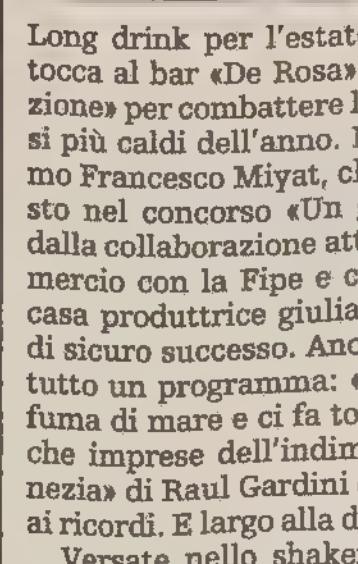 Long drink per l'estat
tocca al bar «De Rosa»
zione» per combattere l
si più caldi dell'anno.
mo Francesco Miyat, c
sto nel concorso «Un
dalla collaborazione att
mercio con la Fipe e c
casa produttrice giulia
di sicuro successo. Anc
tutto un programma: «
fuma di mare e ci fa to
che imprese dell'indim
nezia» di Raul Gardini
ai ricordi. E largo alla d
Versate nello shake